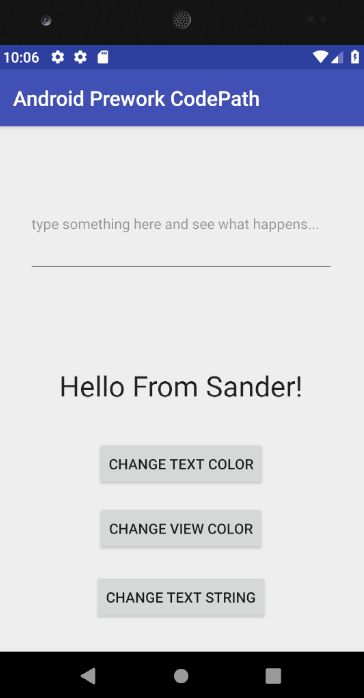 10:06
Android Prework CodePath
type something here and see what happens...
Hello From Sander!
CHANGE TEXT COLOR
CHANGE VIEW COLOR
CHANGE TEXT STRING